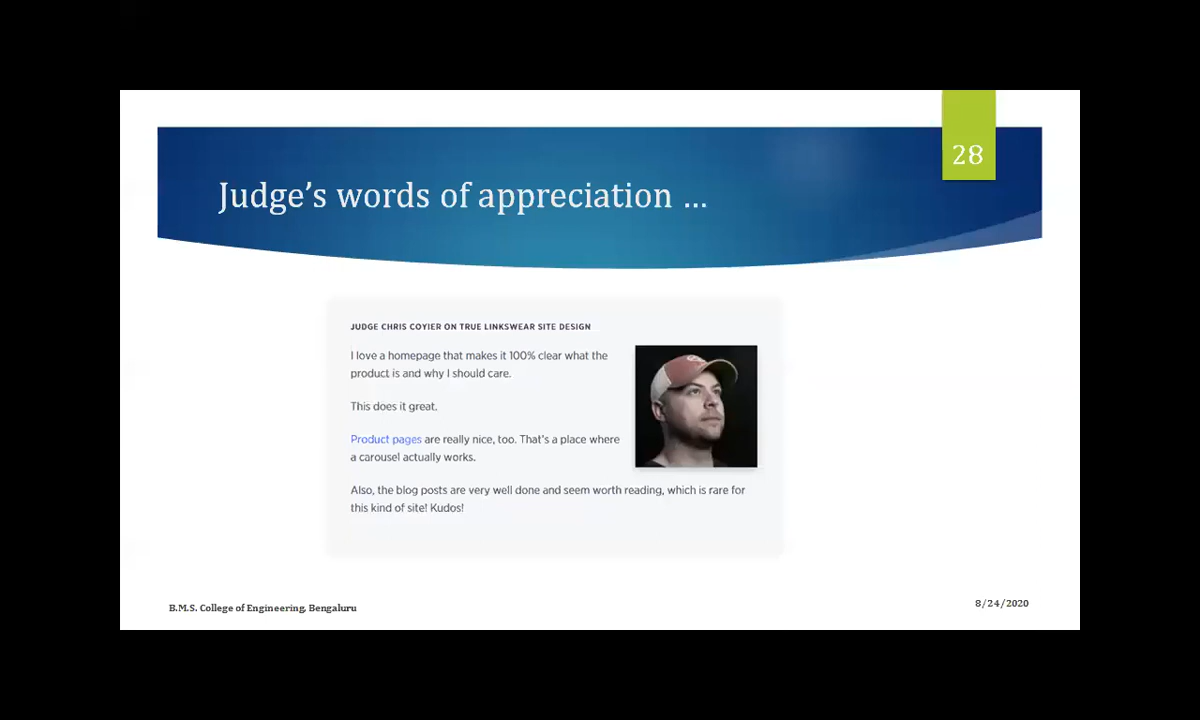 28
Judge’s words of appreciation …
JUDGE CHRIS COYIER ON TRUE LINKSWEAR SITE DESIGN
I love a homepage that makes it 100% clear what the
product is and why I should care.
This does it great.
Product pages are really nice, too. That's a place where
a carousel actually works.
Also, the blog posts are very well done and seem worth reading, which is rare for
this kind of site! Kudos!
B.M.S. College of Engineering, Bengaluru
8/24/2020